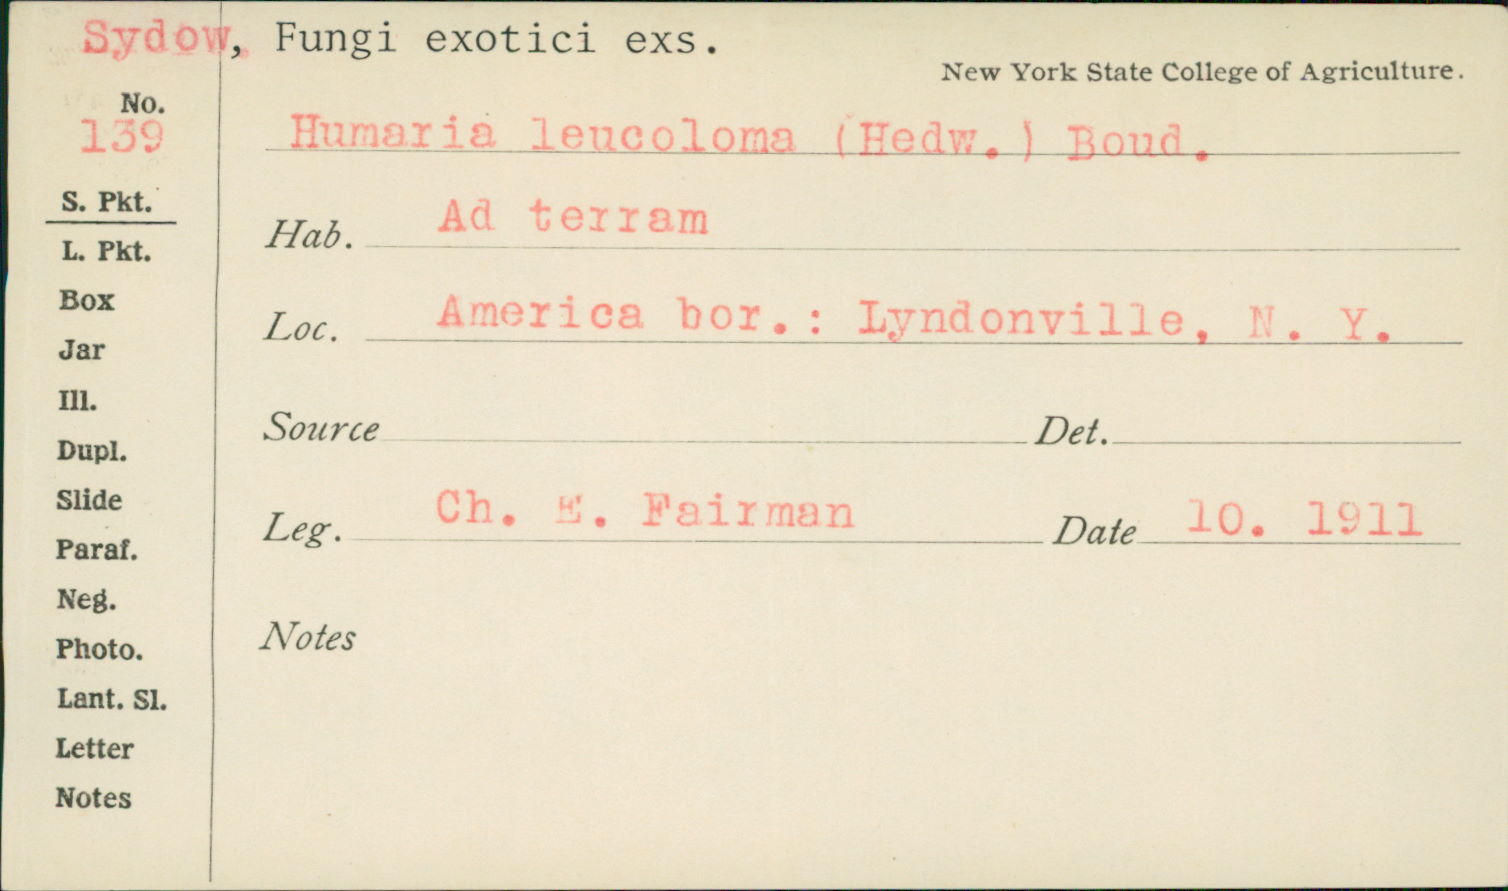 Sydow, Fungi exotici exs.
New York State College of Agriculture.
No.
139
Humaria leucoloma (Hedw.) Boud.
S. Pkt.
Hab. Ad terram
L. Pkt.
Box
Loc. America bor.: Lyndonville, N. Y.
Jar
Ill.
Source Det.
Dupl.
Slide
Leg. Ch. E. Fairman Date 10. 1911
Paraf.
Neg.
Notes
Photo.
Lant. Sl.
Letter
Notes